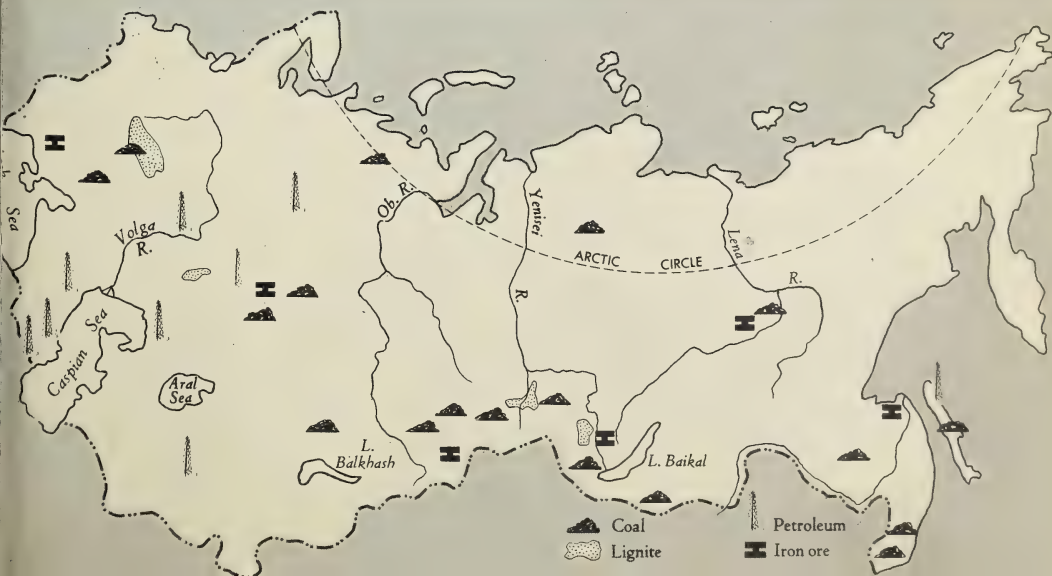 Sea
Volga
R.
Caspian Sea
Aral
Sea
Ob. R.
Yenisei R.
Lena R.
ARCTIC CIRCLE
L.
Balkhash
L. Baikal
Coal
Lignite
Petroleum
Iron ore